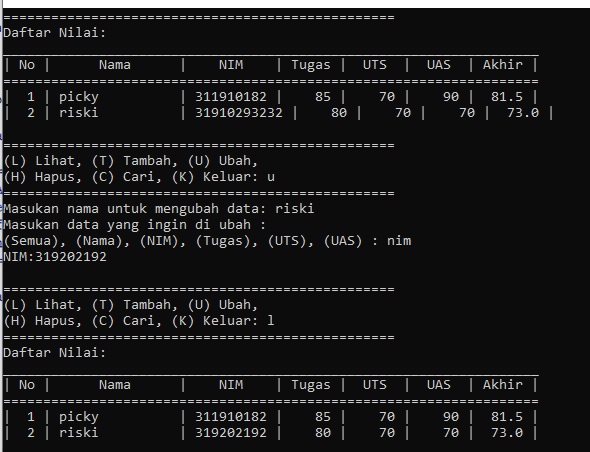 =================================================
Daftar Nilai:
___________________________________________________________________
| No |      Nama      |    NIM    | Tugas |  UTS  |  UAS  | Akhir |
===================================================================
|  1 | picky          | 311910182 |    85 |    70 |    90 |  81.5 |
|  2 | riski          | 31910293232 |    80 |    70 |    70 |  73.0 |
=================================================
(L) Lihat, (T) Tambah, (U) Ubah,
(H) Hapus, (C) Cari, (K) Keluar: u
=================================================
Masukan nama untuk mengubah data: riski
Masukan data yang ingin di ubah :
(Semua), (Nama), (NIM), (Tugas), (UTS), (UAS) : nim
NIM:319202192
=================================================
(L) Lihat, (T) Tambah, (U) Ubah,
(H) Hapus, (C) Cari, (K) Keluar: l
=================================================
Daftar Nilai:
___________________________________________________________________
| No |      Nama      |    NIM    | Tugas |  UTS  |  UAS  | Akhir |
===================================================================
|  1 | picky          | 311910182 |    85 |    70 |    90 |  81.5 |
|  2 | riski          | 319202192 |    80 |    70 |    70 |  73.0 |